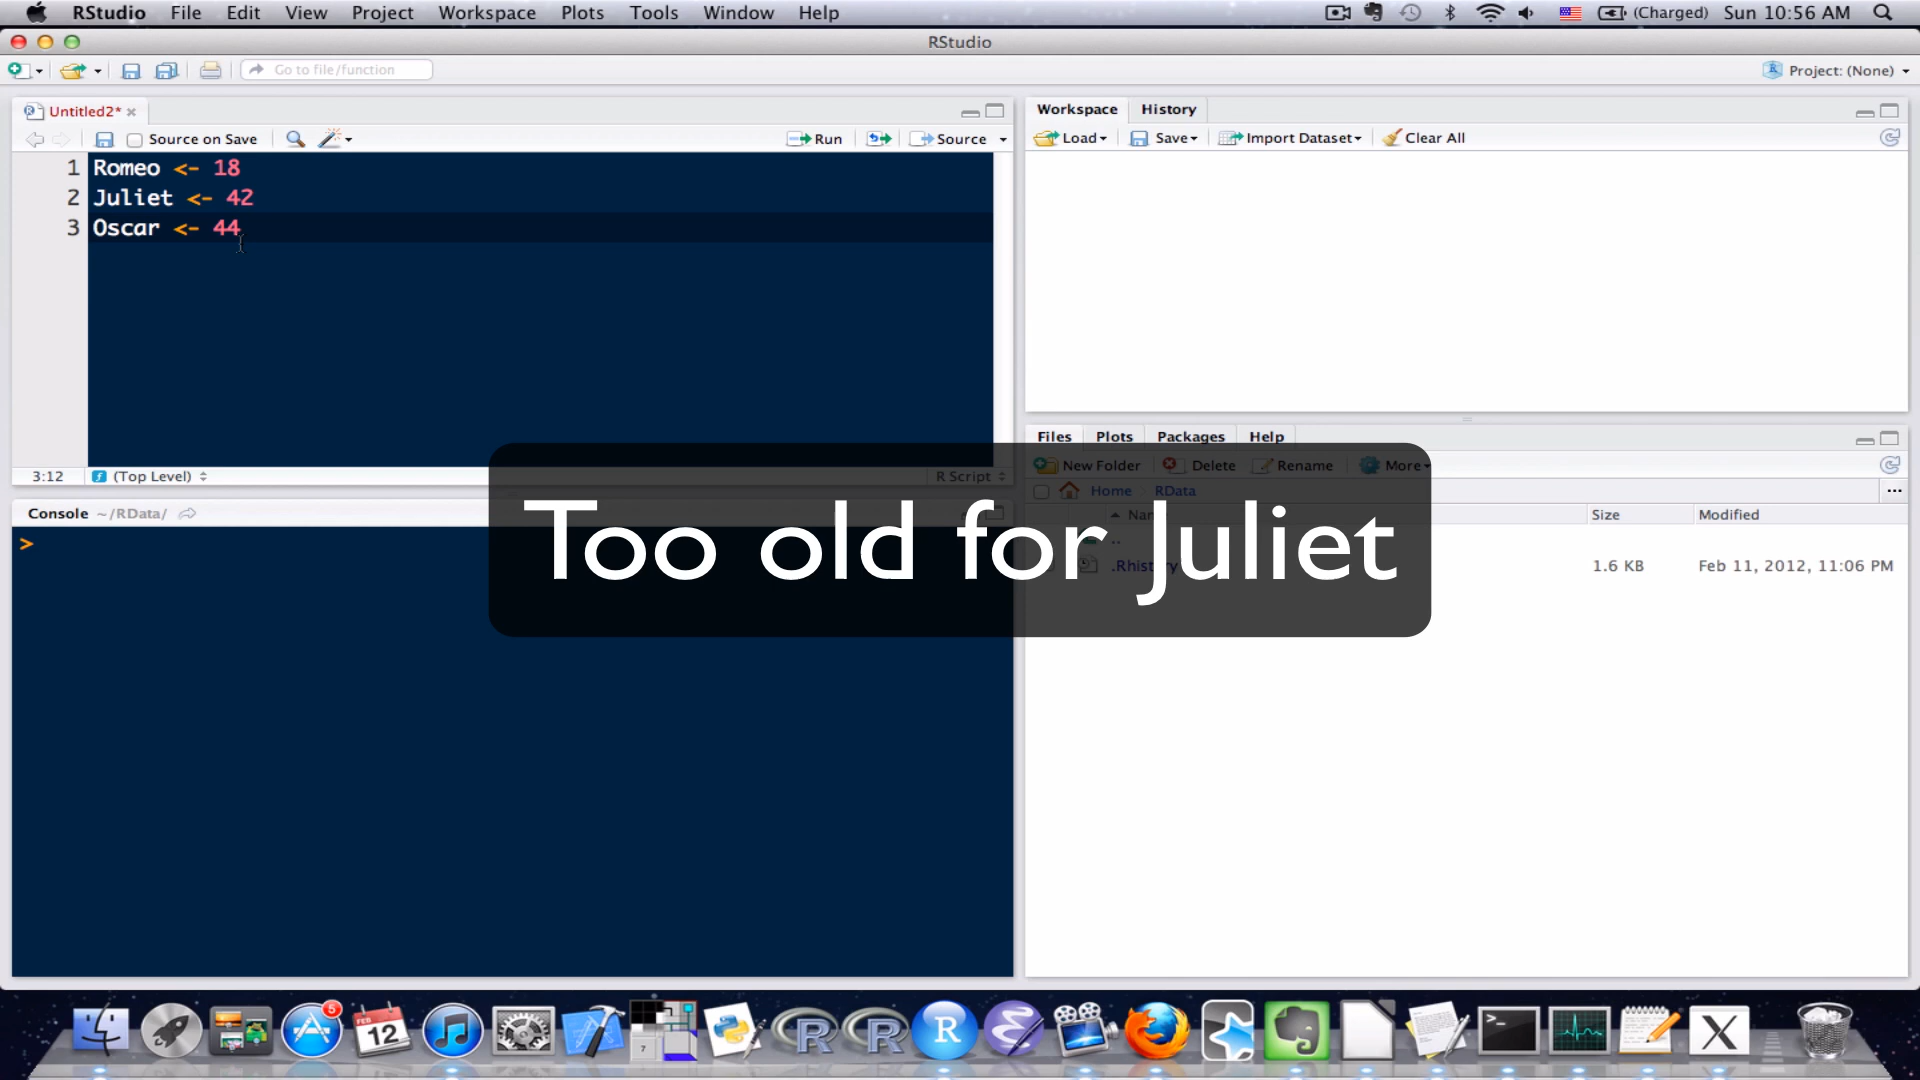 RStudio File Edit View Project Workspace Plots Tools Window Help (Charged) Sun 10:56 AM
RStudio
Go to file/function Project: (None)
Untitled2*
Source on Save Run Source
1 Romeo <- 18
2 Juliet <- 42
3 Oscar <- 44
3:12 (Top Level) R Script
Console ~/RData/
>
Workspace History
Load Save Import Dataset Clear All
Files Plots Packages Help
New Folder Delete Rename More
Home RData ...
Size Modified
..
1.6 KB Feb 11, 2012, 11:06 PM
Too old for Juliet
5
FEB
12
7
X